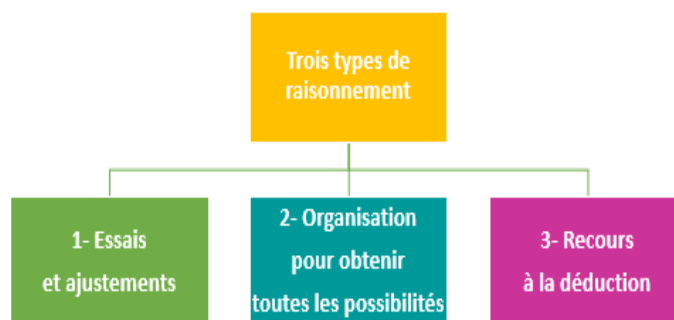 Trois types de
raisonnement
1- Essais
et ajustements
2- Organisation
pour obtenir
toutes les possibilités
3- Recours
à la déduction